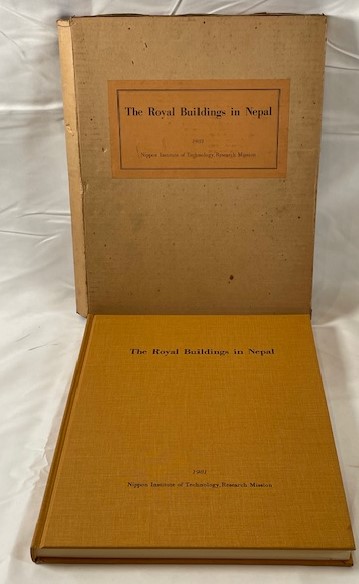 The Royal Buildings in Nepal
1981
Nippon Institute of Technology Research Mission
The Royal Buildings in Nepal
1981
Nippon Institute of Technology, Research Mission